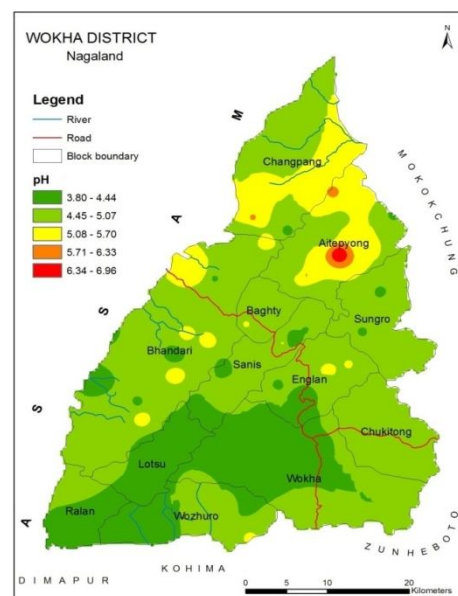 WOKHA DISTRICT
Nagaland
N
Legend
River
Road
Block boundary
pH
3.80 - 4.44
4.45 - 5.07
5.08 - 5.70
5.71 - 6.33
6.34 - 6.96
ASSAM
MOKOKCHUNG
Changpang
Aitepyong
Baghty
Sungro
Bhandari
Sanis
Englan
Chukitong
Lotsu
Wokha
Ralan
Wozhuro
ZUNHEBOTO
KOHIMA
DIMAPUR
0 5 10 20
Kilometers